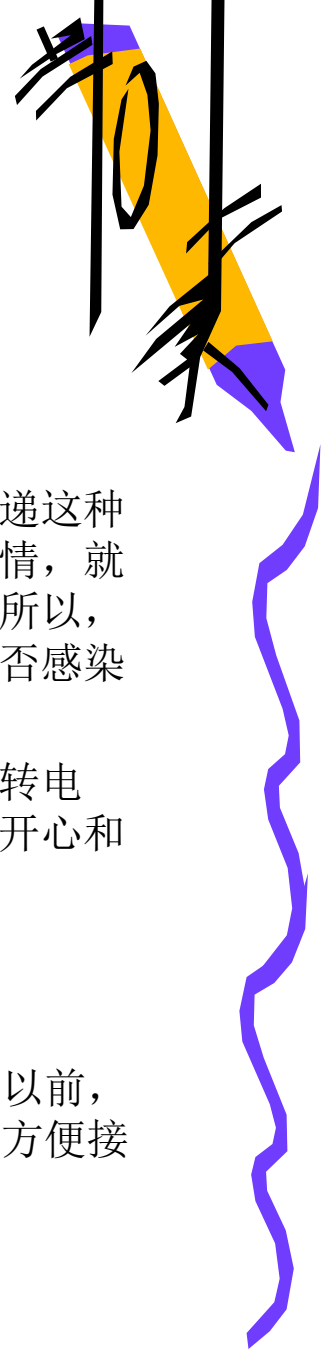 递这种
情，就
所以，
否感染
转电
开心和
以前，
方便接